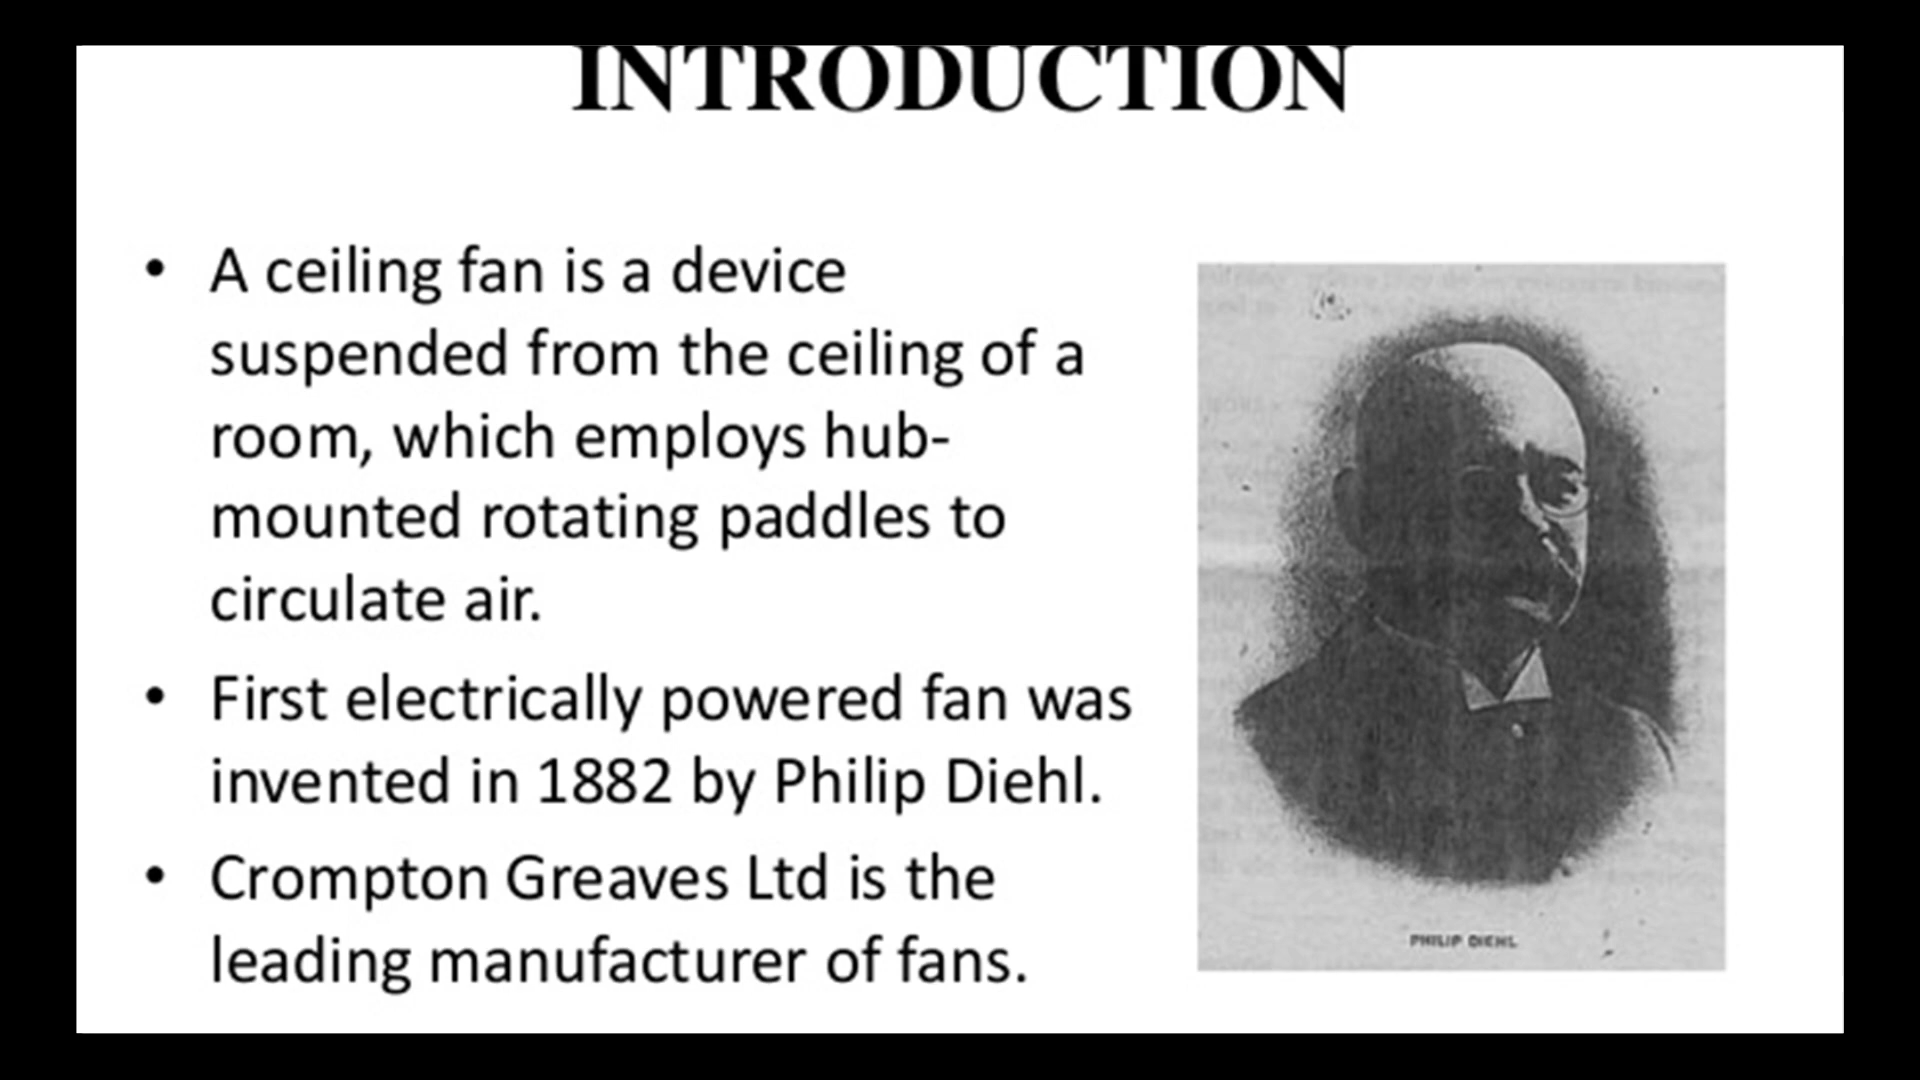 INTRODUCTION
• A ceiling fan is a device
suspended from the ceiling of a
room, which employs hub-
mounted rotating paddles to
circulate air.
• First electrically powered fan was
invented in 1882 by Philip Diehl.
• Crompton Greaves Ltd is the
leading manufacturer of fans.
PHILIP DIEHL